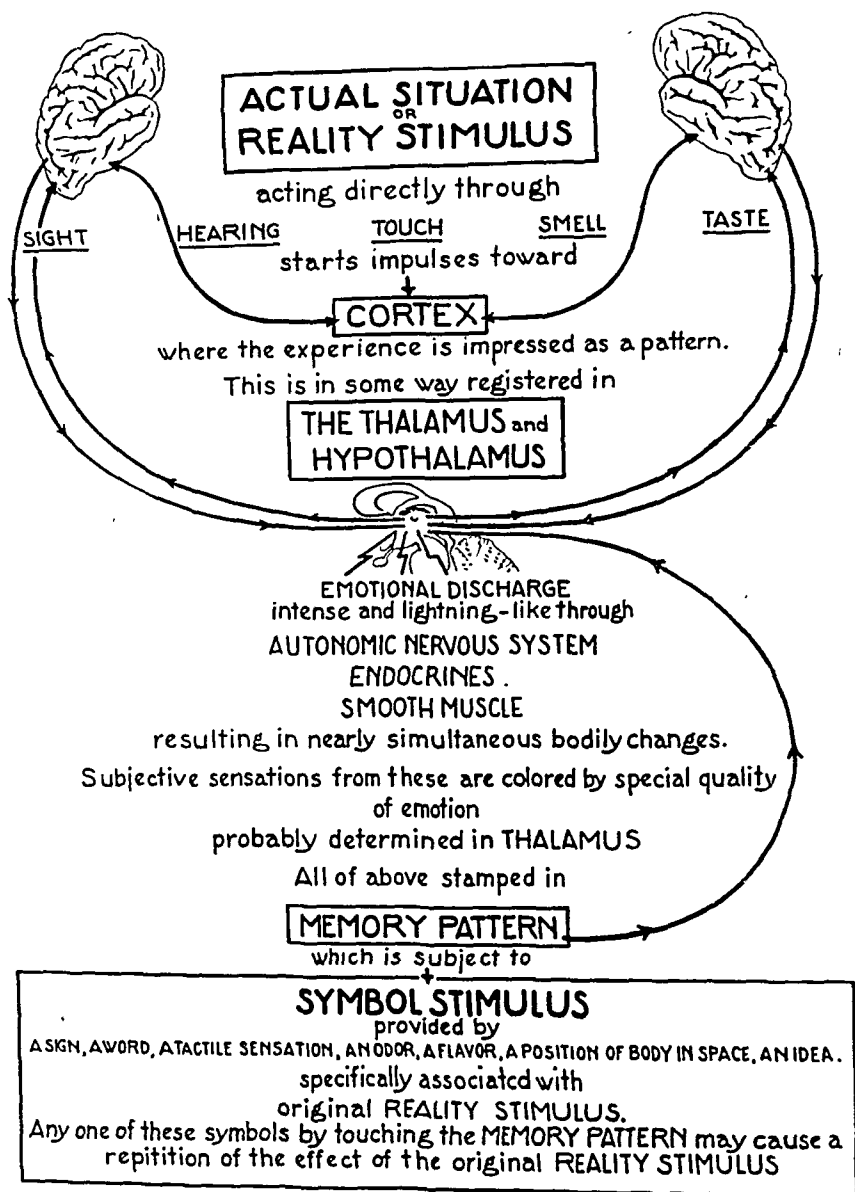 ACTUAL SITUATION
OR
REALITY STIMULUS
acting directly through
SIGHT HEARING TOUCH SMELL TASTE
starts impulses toward
CORTEX
where the experience is impressed as a pattern.
This is in some way registered in
THE THALAMUS and
HYPOTHALAMUS
EMOTIONAL DISCHARGE
intense and lightning-like through
AUTONOMIC NERVOUS SYSTEM
ENDOCRINES.
SMOOTH MUSCLE
resulting in nearly simultaneous bodily changes.
Subjective sensations from these are colored by special quality
of emotion
probably determined in THALAMUS
All of above stamped in
MEMORY PATTERN
which is subject to
SYMBOL STIMULUS
provided by
A SIGN, A WORD, A TACTILE SENSATION, AN ODOR, A FLAVOR, A POSITION OF BODY IN SPACE, AN IDEA.
specifically associated with
original REALITY STIMULUS.
Any one of these symbols by touching the MEMORY PATTERN may cause a
repitition of the effect of the original REALITY STIMULUS